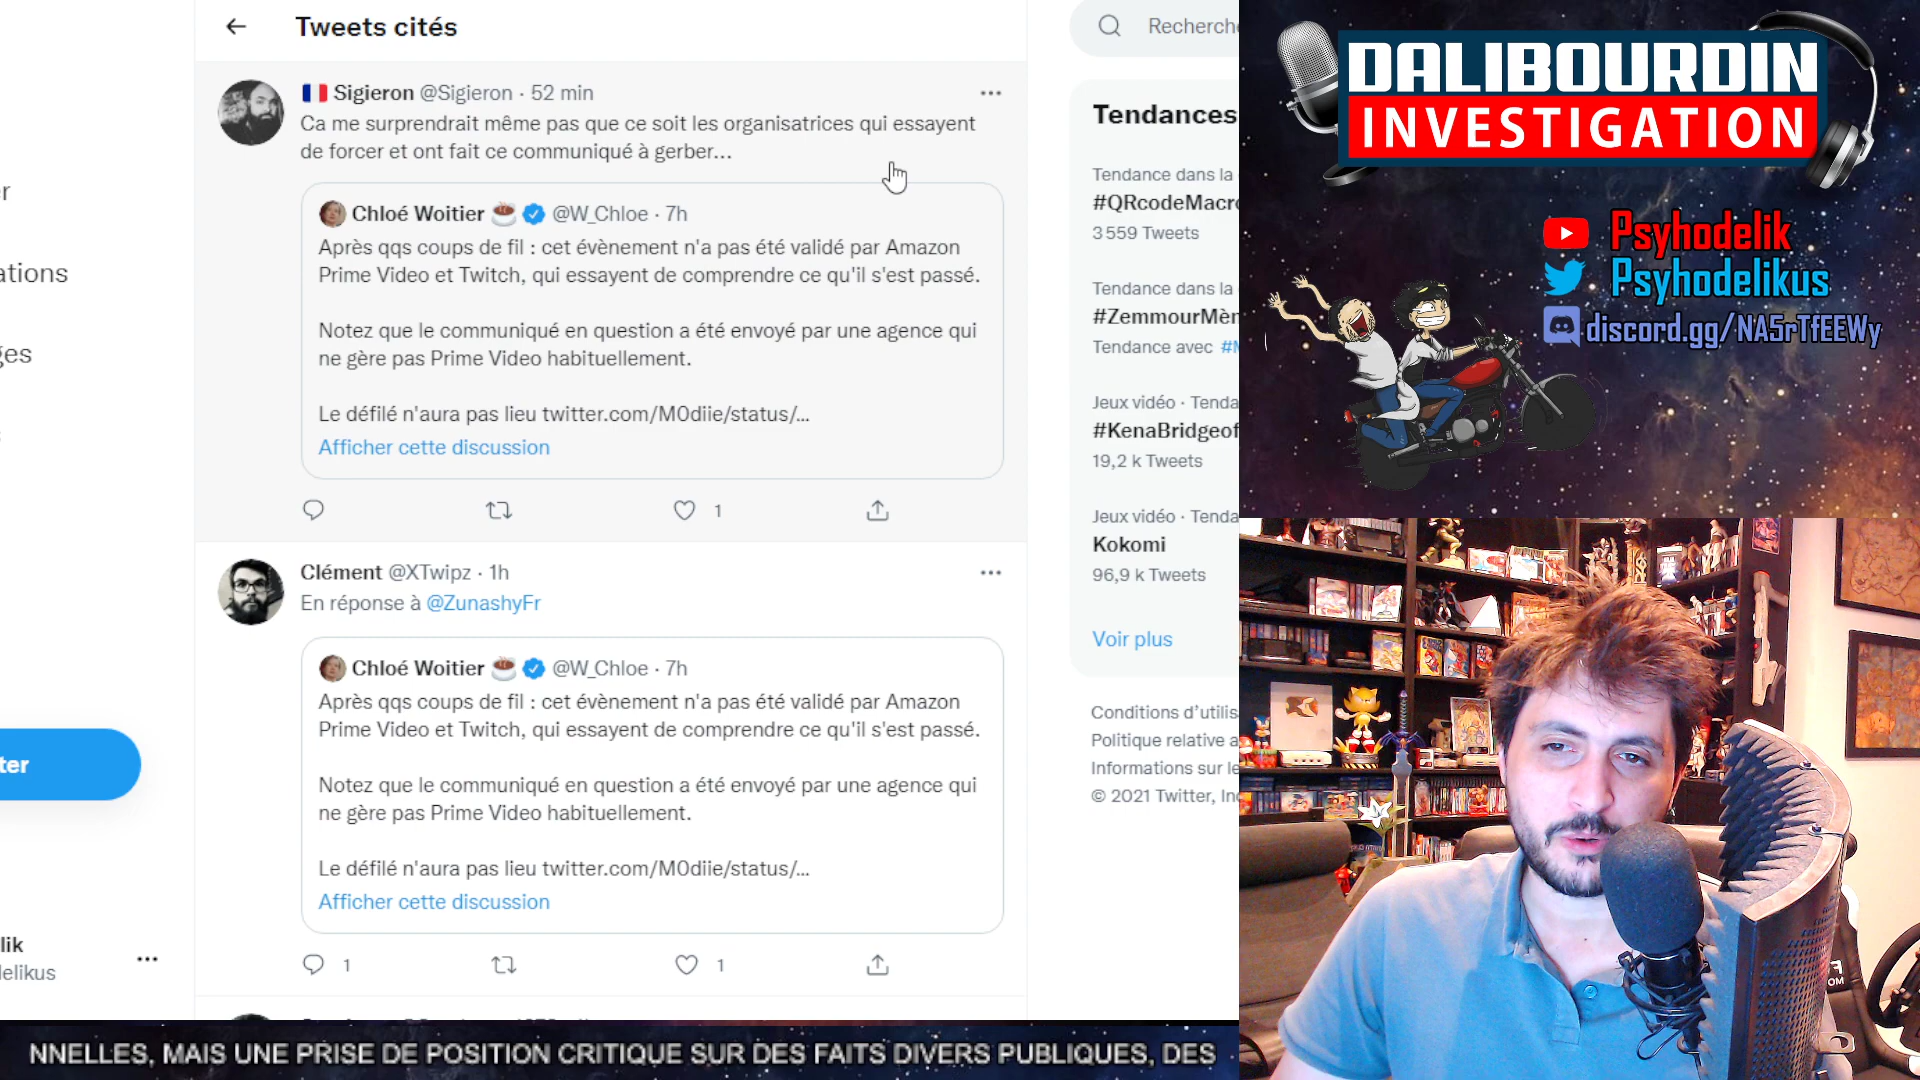 Tweets cités
Sigieron @Sigieron · 52 min
Ca me surprendrait même pas que ce soit les organisatrices qui essayent
de forcer et ont fait ce communiqué à gerber...
Chloé Woitier @W_Chloe · 7h
Après qqs coups de fil : cet évènement n'a pas été validé par Amazon
Prime Video et Twitch, qui essayent de comprendre ce qu'il s'est passé.
Notez que le communiqué en question a été envoyé par une agence qui
ne gère pas Prime Video habituellement.
Le défilé n'aura pas lieu twitter.com/M0diie/status/...
Afficher cette discussion
1
Clément @XTwipz · 1h
En réponse à @ZunashyFr
Chloé Woitier @W_Chloe · 7h
Après qqs coups de fil : cet évènement n'a pas été validé par Amazon
Prime Video et Twitch, qui essayent de comprendre ce qu'il s'est passé.
Notez que le communiqué en question a été envoyé par une agence qui
ne gère pas Prime Video habituellement.
Le défilé n'aura pas lieu twitter.com/M0diie/status/...
Afficher cette discussion
1 1
r
ations
ges
ter
lik
elikus
Recherch
Tendances
Tendance dans la
#QRcodeMacr
3 559 Tweets
Tendance dans la
#ZemmourMèn
Tendance avec #
Jeux vidéo · Tenda
#KenaBridgeof
19,2 k Tweets
Jeux vidéo · Tenda
Kokomi
96,9 k Tweets
Voir plus
Conditions d'utilis
Politique relative a
Informations sur le
© 2021 Twitter, Inc
DALIBOURDIN
INVESTIGATION
Psyhodelik
Psyhodelikus
discord.gg/NA5rTfEEWy
NNELLES, MAIS UNE PRISE DE POSITION CRITIQUE SUR DES FAITS DIVERS PUBLIQUES, DES